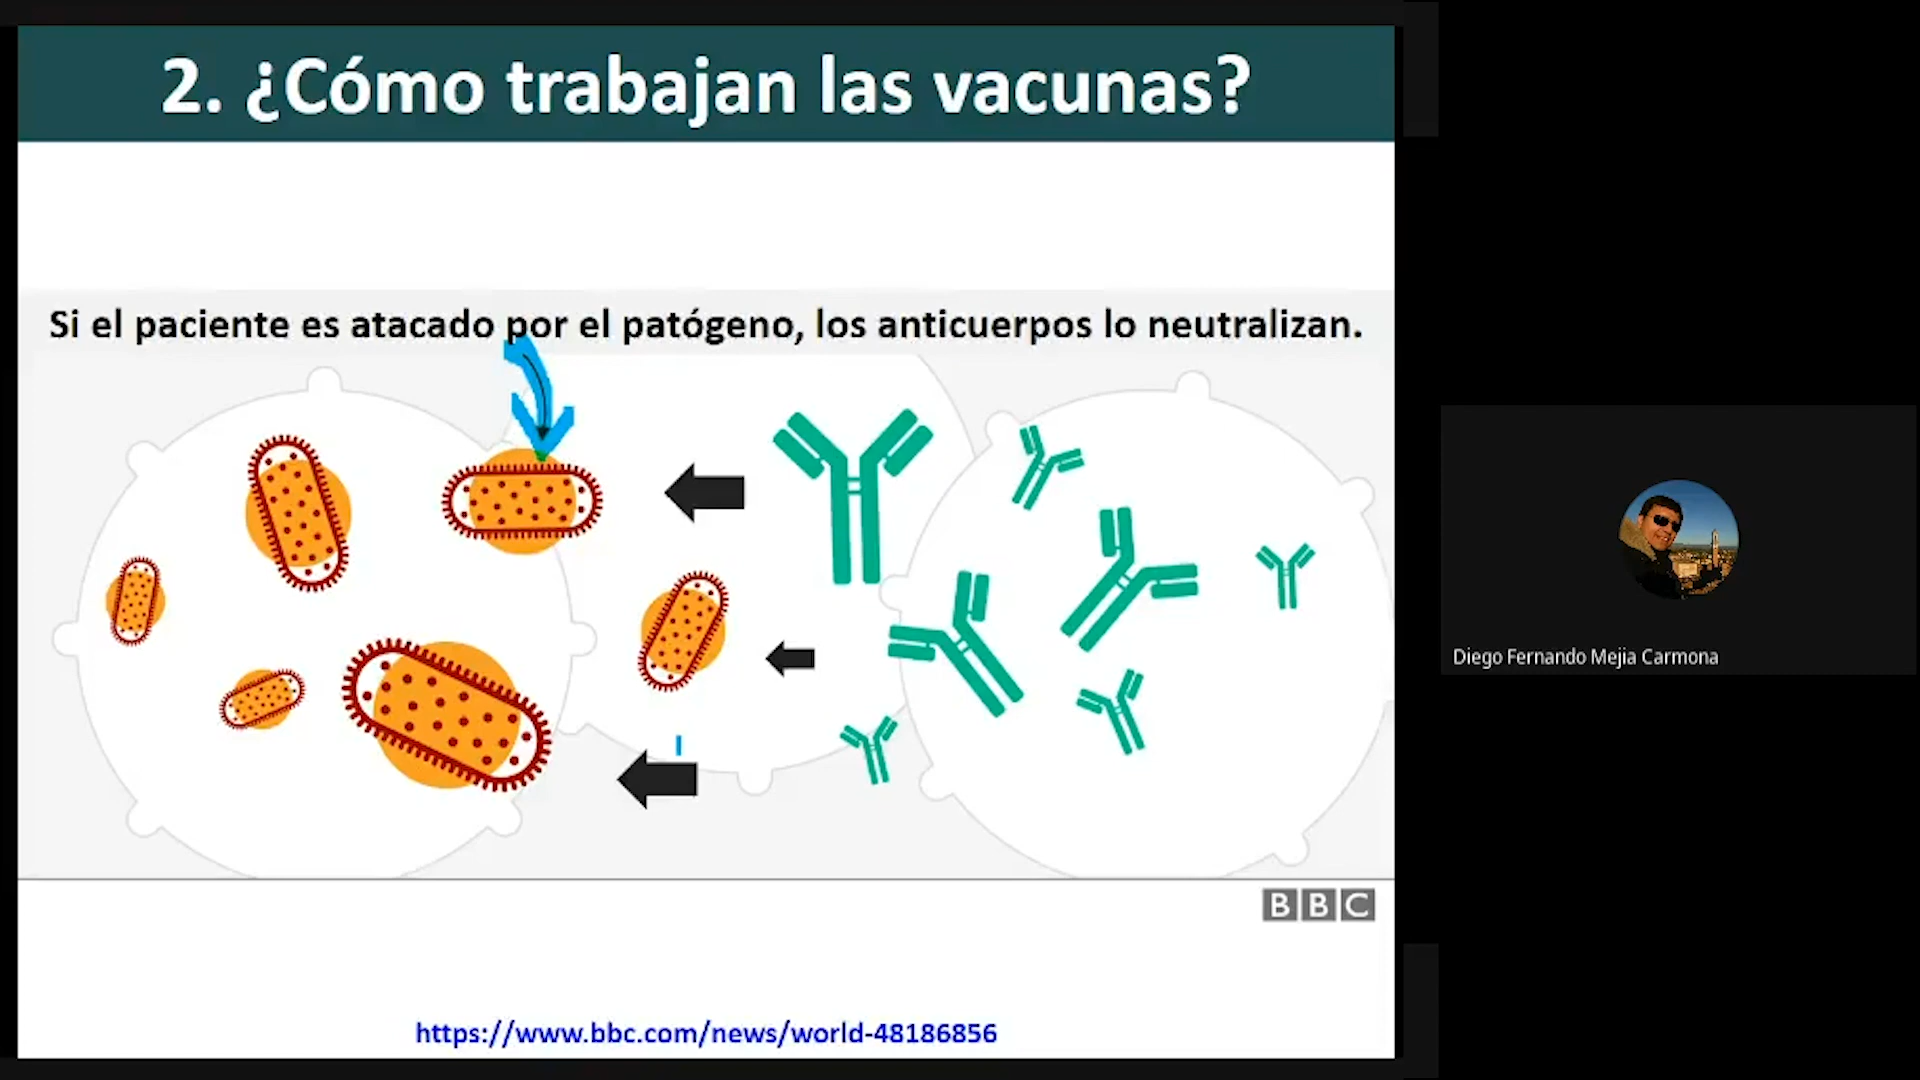 2. ¿Cómo trabajan las vacunas?
Si el paciente es atacado por el patógeno, los anticuerpos lo neutralizan.
BBC
https://www.bbc.com/news/world-48186856
Diego Fernando Mejia Carmona